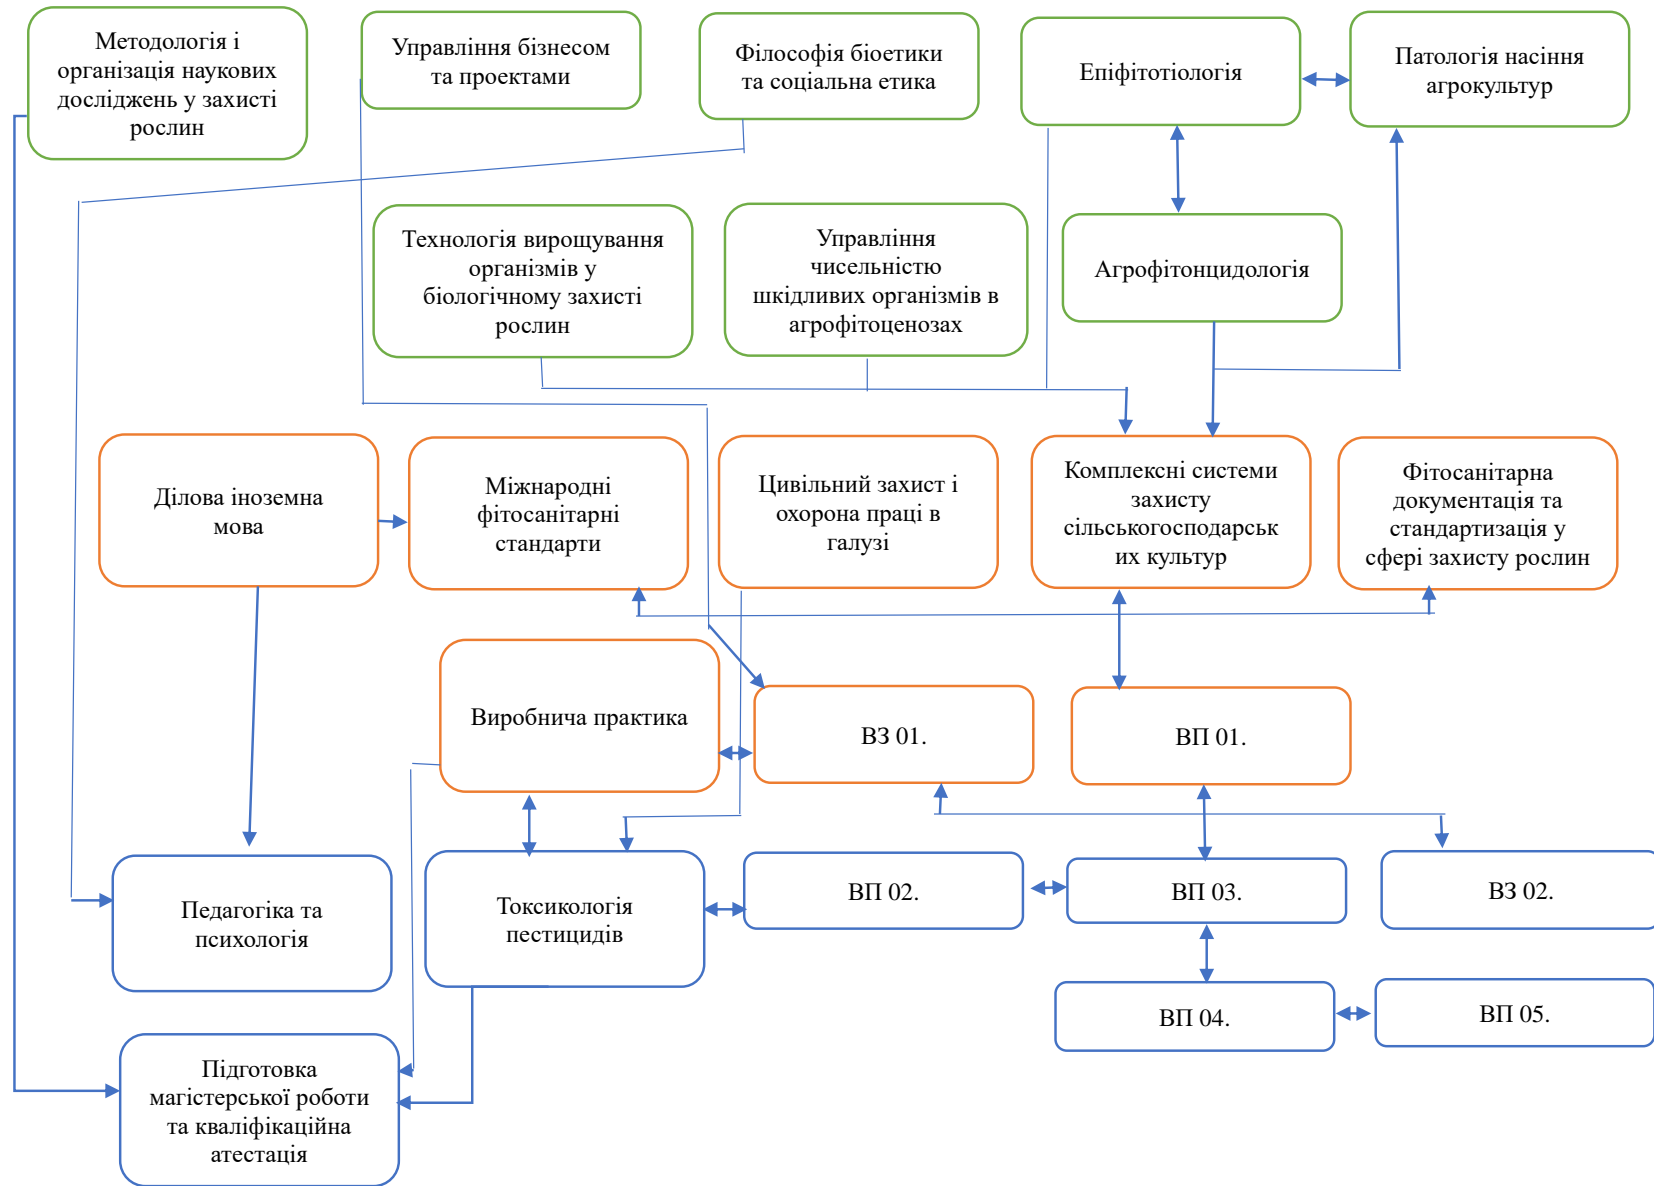 Методологія і
організація наукових
досліджень у захисті
рослин
Управління бізнесом
та проектами
Філософія біоетики
та соціальна етика
Епіфітотіологія
Патологія насіння
агрокультур
Технологія вирощування
організмів у
біологічному захисті
рослин
Управління
чисельністю
шкідливих організмів в
агрофітоценозах
Агрофітонцидологія
Ділова іноземна
мова
Міжнародні
фітосанітарні
стандарти
Цивільний захист і
охорона праці в
галузі
Комплексні системи
захисту
сільськогосподарськ
их культур
Фітосанітарна
документація та
стандартизація у
сфері захисту рослин
Виробнича практика
ВЗ 01.
ВП 01.
Педагогіка та
психологія
Токсикологія
пестицидів
ВП 02.
ВП 03.
ВЗ 02.
ВП 04.
ВП 05.
Підготовка
магістерської роботи
та кваліфікаційна
атестація